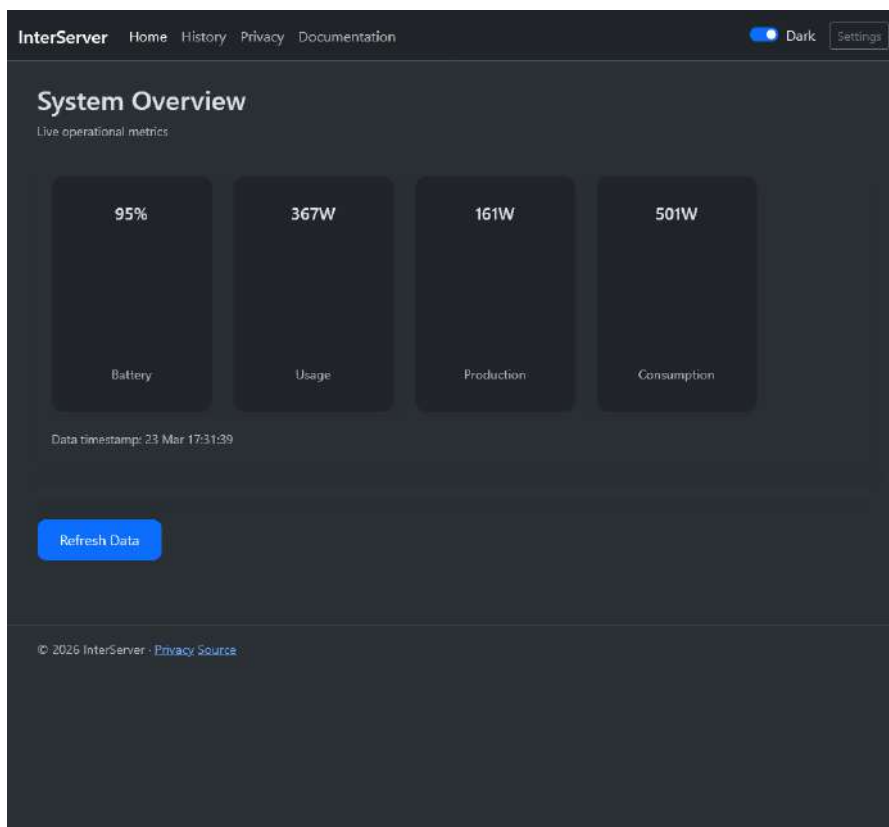 InterServer Home History Privacy Documentation Dark Settings
System Overview
Live operational metrics
95% 367W 161W 501W
Battery Usage Production Consumption
Data timestamp: 23 Mar 17:31:39
Refresh Data
© 2026 InterServer · Privacy Source